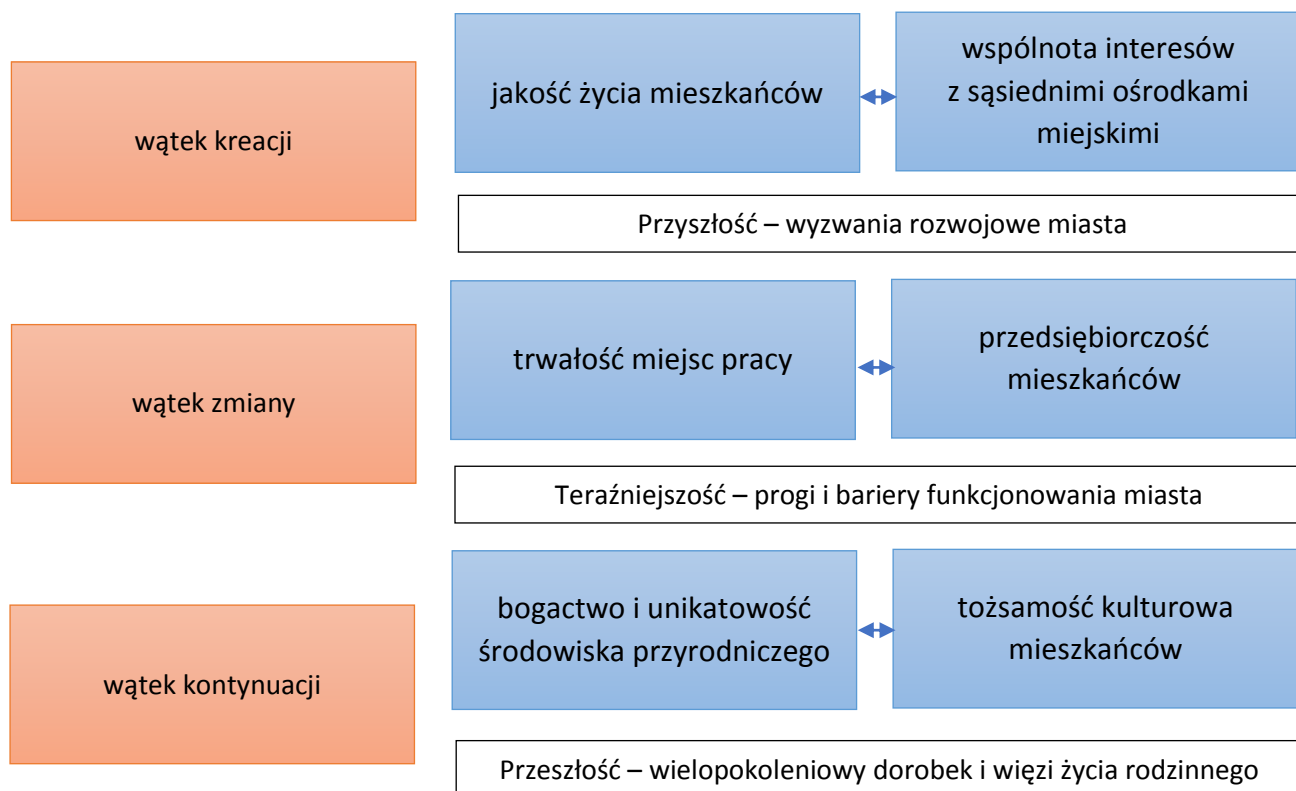 wątek kreacji
jakość życia mieszkańców
wspólnota interesów
z sąsiednimi ośrodkami
miejskimi
Przyszłość – wyzwania rozwojowe miasta
wątek zmiany
trwałość miejsc pracy
przedsiębiorczość
mieszkańców
Teraźniejszość – progi i bariery funkcjonowania miasta
wątek kontynuacji
bogactwo i unikatowość
środowiska przyrodniczego
tożsamość kulturowa
mieszkańców
Przeszłość – wielopokoleniowy dorobek i więzi życia rodzinnego